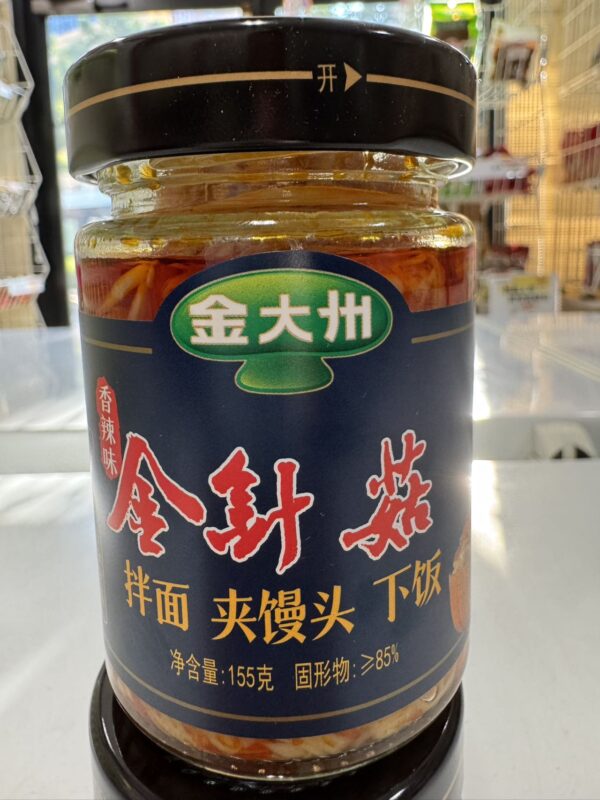 开
金大州
香辣味
金針菇
拌面 夹馒头 下饭
净含量:155克 固形物:≥85%